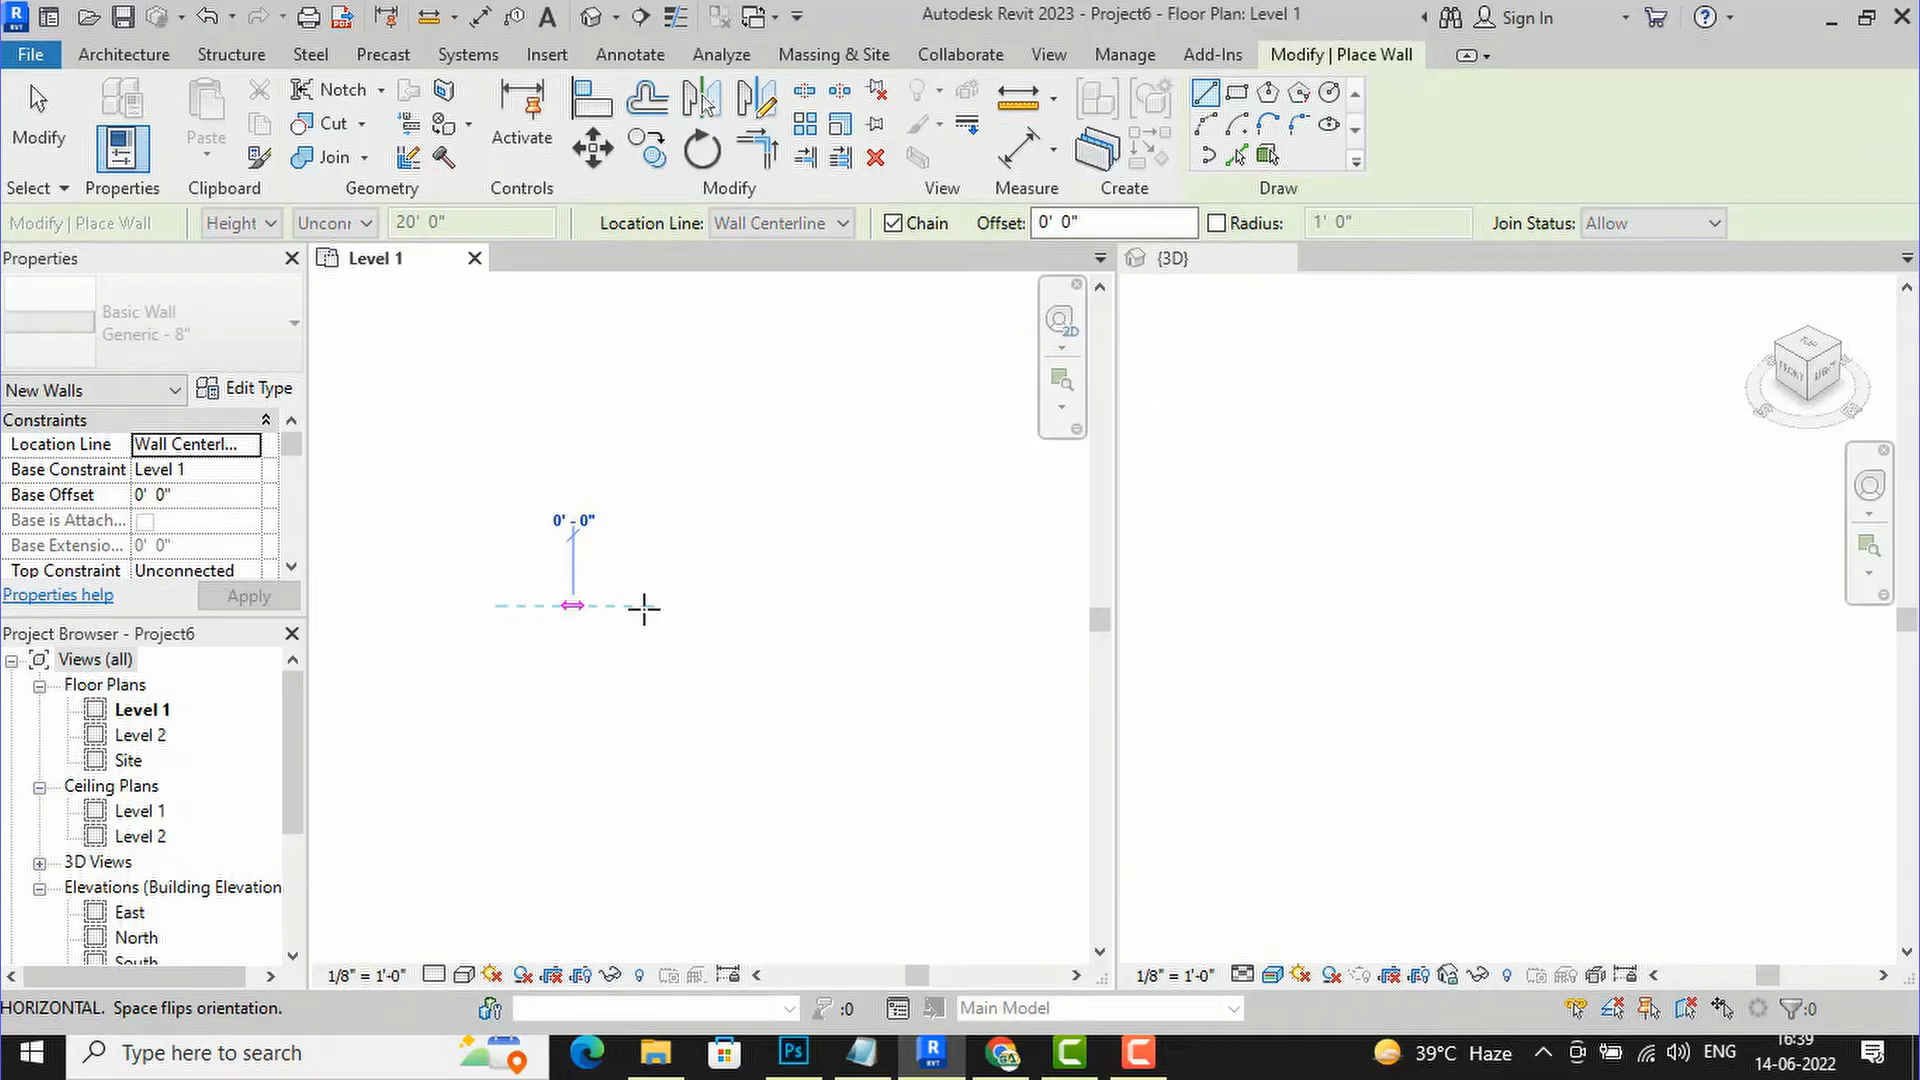 R
RVT
Autodesk Revit 2023 - Project6 - Floor Plan: Level 1
Sign In
File
Architecture
Structure
Steel
Precast
Systems
Insert
Annotate
Analyze
Massing & Site
Collaborate
View
Manage
Add-Ins
Modify | Place Wall
Modify
Paste
Notch
Cut
Join
Activate
Select
Properties
Clipboard
Geometry
Controls
Modify
View
Measure
Create
Draw
Modify | Place Wall
Height
Unconr
20' 0"
Location Line:
Wall Centerline
Chain
Offset:
0' 0"
Radius:
1' 0"
Join Status:
Allow
Properties
Level 1
{3D}
Basic Wall
Generic - 8"
New Walls
Edit Type
Constraints
Location Line
Wall Centerl...
Base Constraint
Level 1
Base Offset
0' 0"
Base is Attach...
Base Extensio...
0' 0"
Top Constraint
Unconnected
Properties help
Apply
2D
TOP
FRONT
RIGHT
0' - 0"
Project Browser - Project6
Views (all)
Floor Plans
Level 1
Level 2
Site
Ceiling Plans
Level 1
Level 2
3D Views
Elevations (Building Elevation
East
North
South
1/8" = 1'-0"
1/8" = 1'-0"
HORIZONTAL. Space flips orientation.
:0
Main Model
:0
Type here to search
Ps
R
RVT
39°C Haze
ENG
16:39
14-06-2022